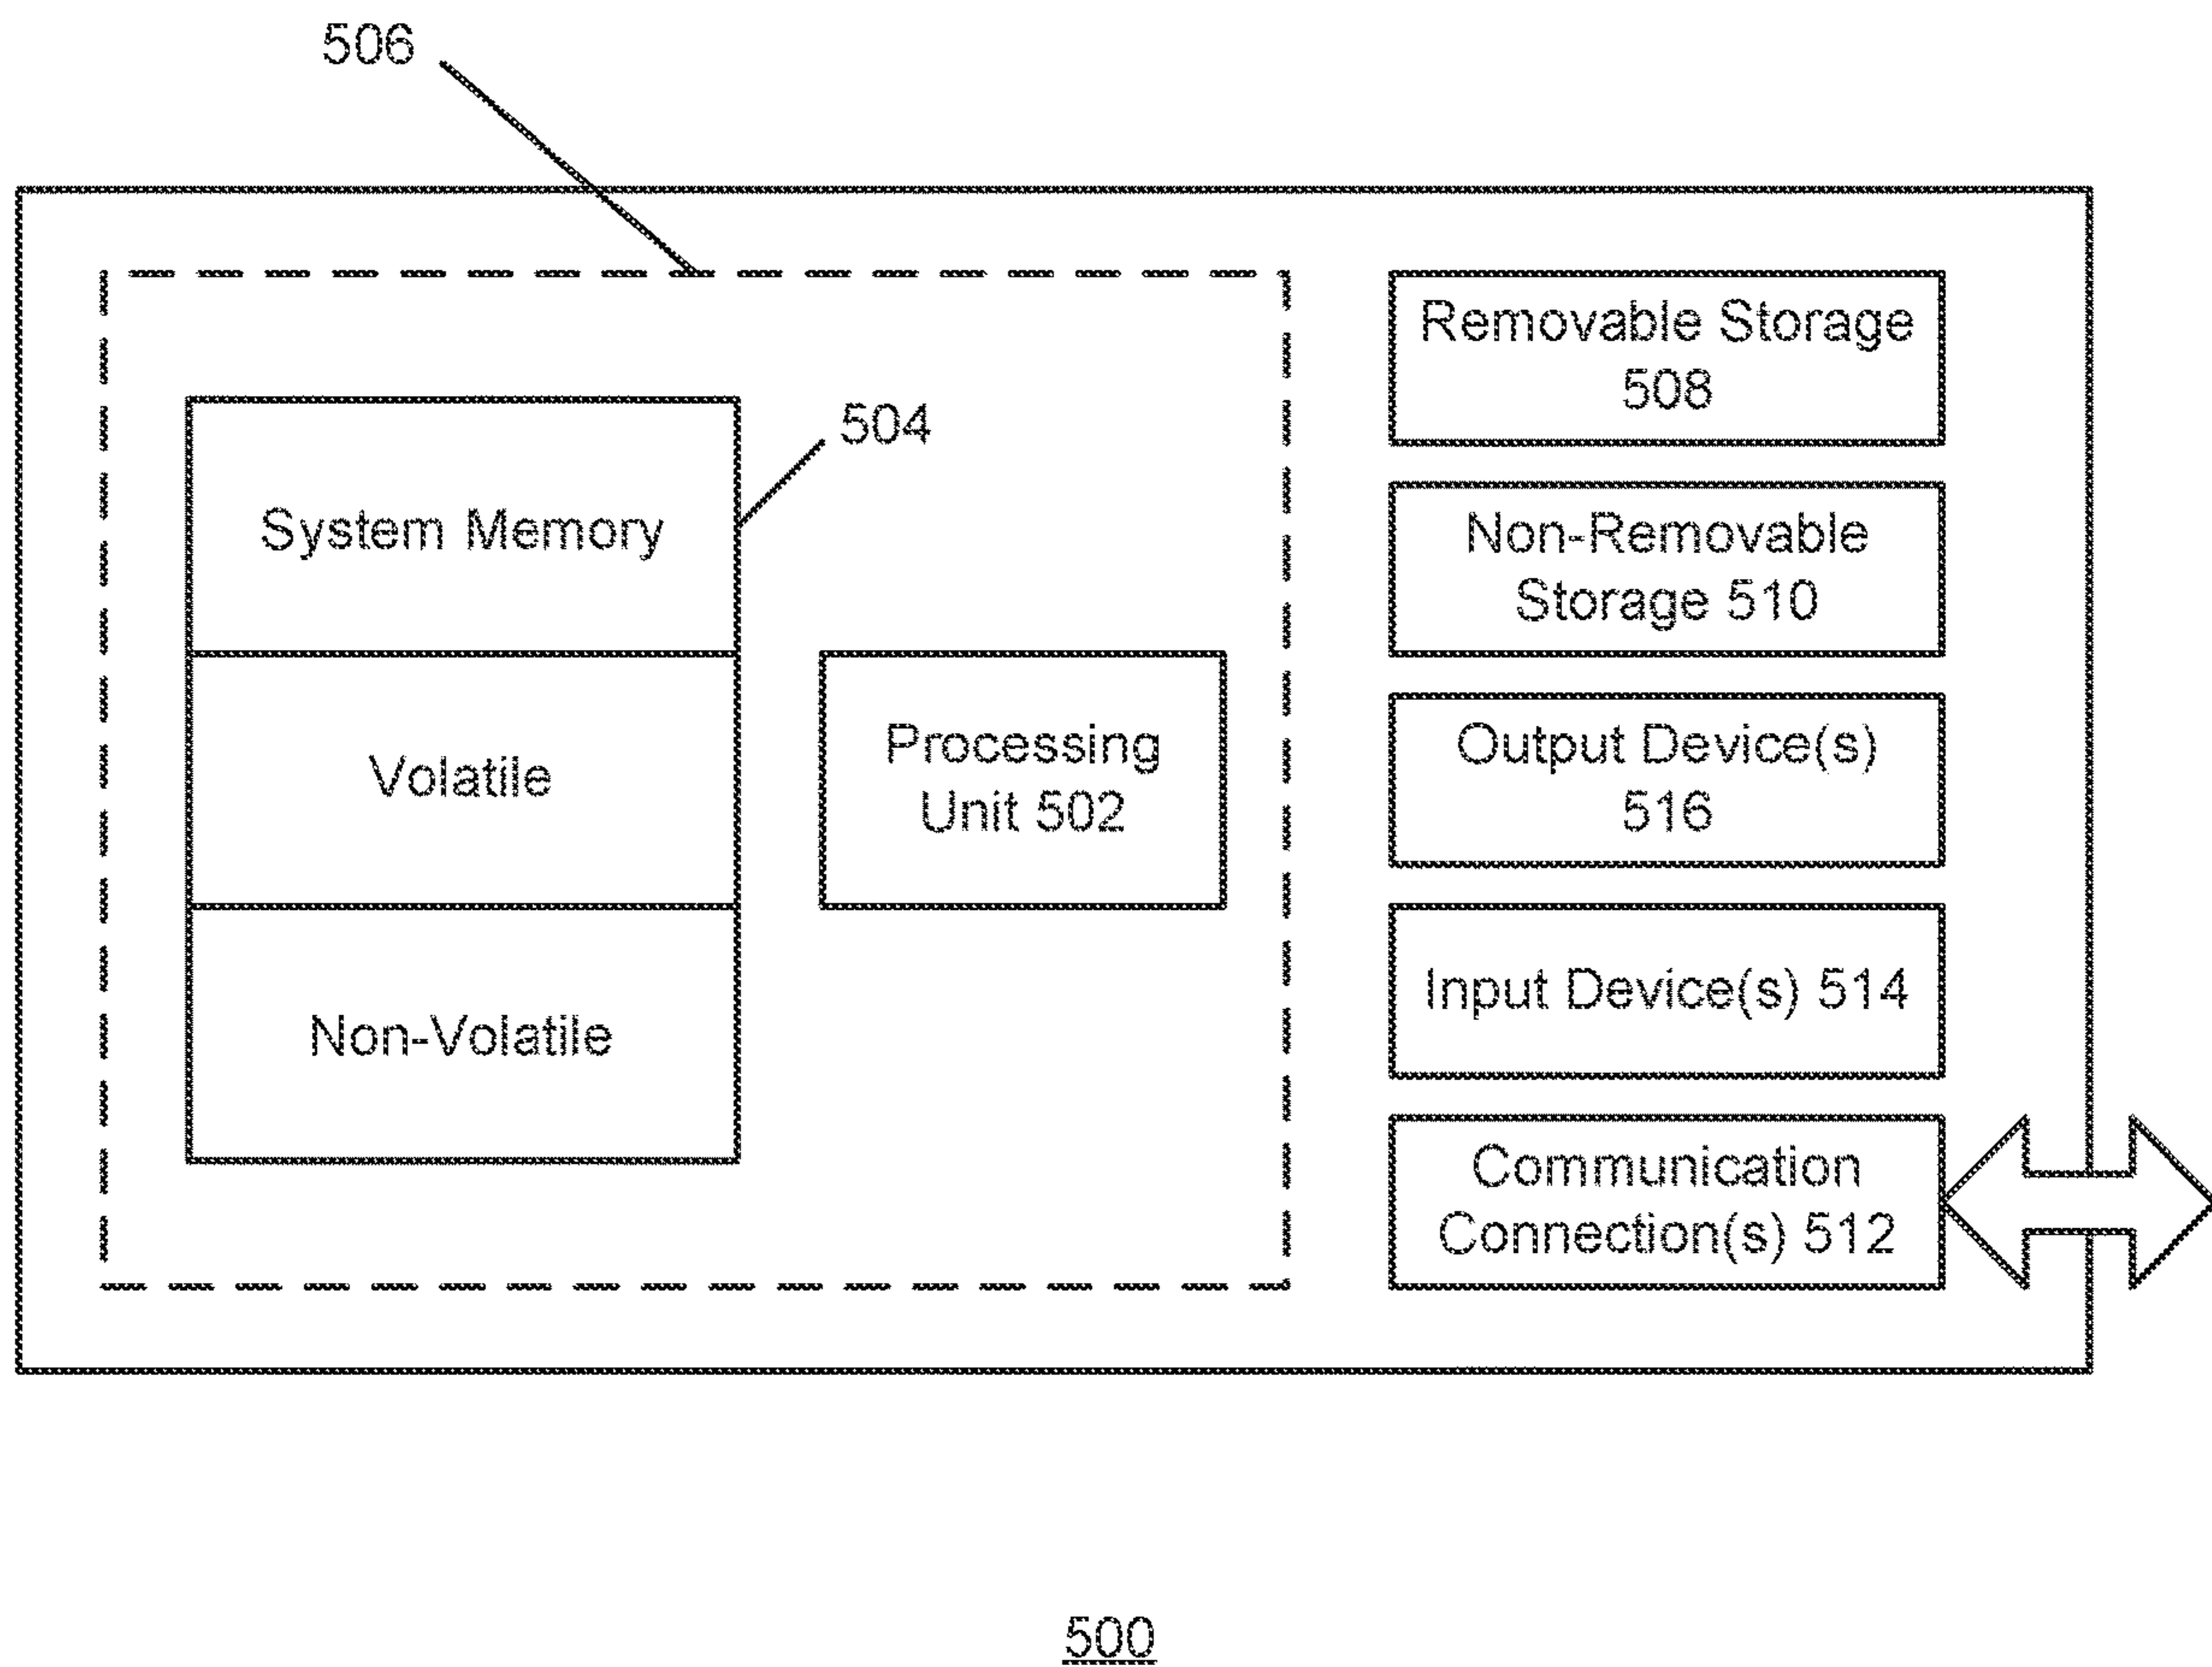 506
504
System Memory
Volatile
Non-Volatile
Processing
Unit 502
Removable Storage
508
Non-Removable
Storage 510
Output Device(s)
516
Input Device(s) 514
Communication
Connection(s) 512
500